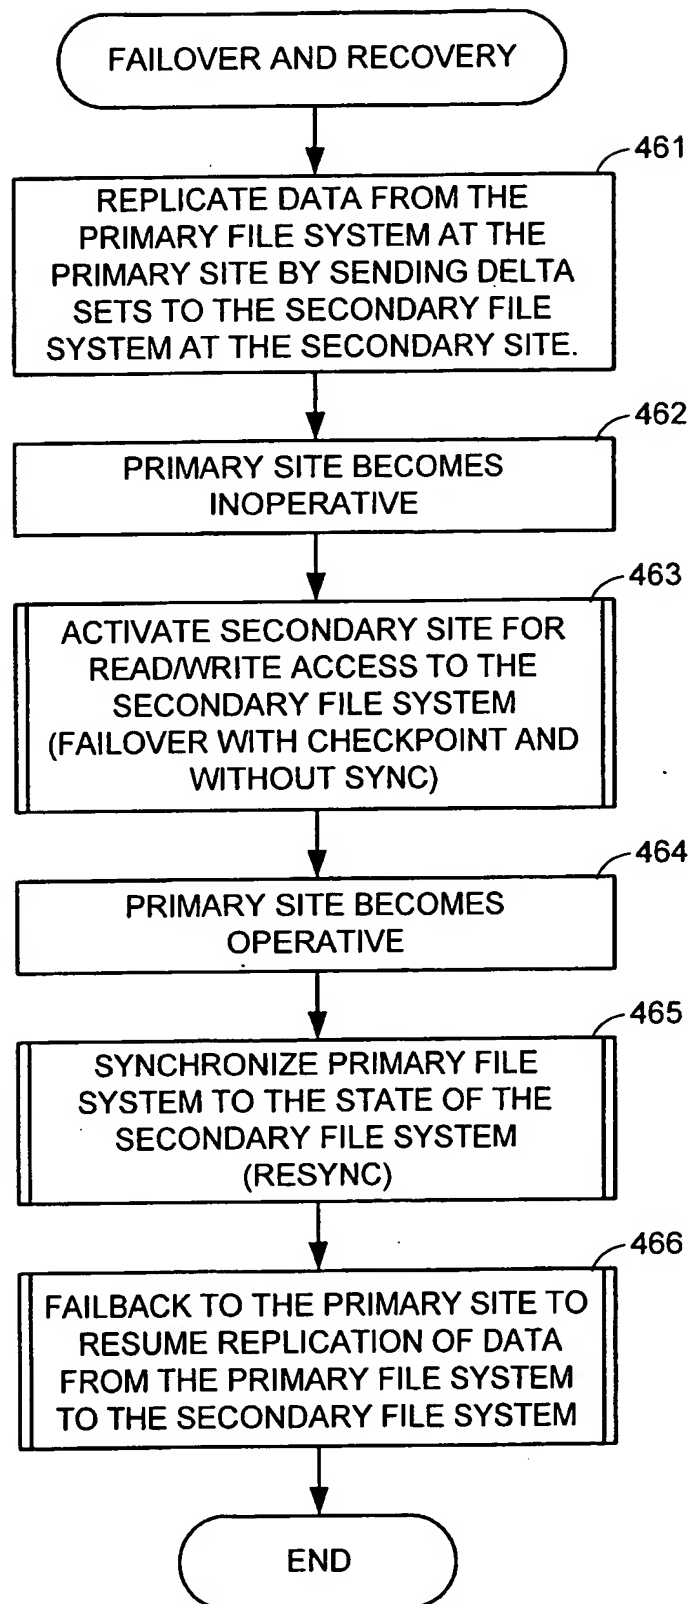 FAILOVER AND RECOVERY
461
REPLICATE DATA FROM THE
PRIMARY FILE SYSTEM AT THE
PRIMARY SITE BY SENDING DELTA
SETS TO THE SECONDARY FILE
SYSTEM AT THE SECONDARY SITE.
462
PRIMARY SITE BECOMES
INOPERATIVE
463
ACTIVATE SECONDARY SITE FOR
READ/WRITE ACCESS TO THE
SECONDARY FILE SYSTEM
(FAILOVER WITH CHECKPOINT AND
WITHOUT SYNC)
464
PRIMARY SITE BECOMES
OPERATIVE
465
SYNCHRONIZE PRIMARY FILE
SYSTEM TO THE STATE OF THE
SECONDARY FILE SYSTEM
(RESYNC)
466
FAILBACK TO THE PRIMARY SITE TO
RESUME REPLICATION OF DATA
FROM THE PRIMARY FILE SYSTEM
TO THE SECONDARY FILE SYSTEM
END